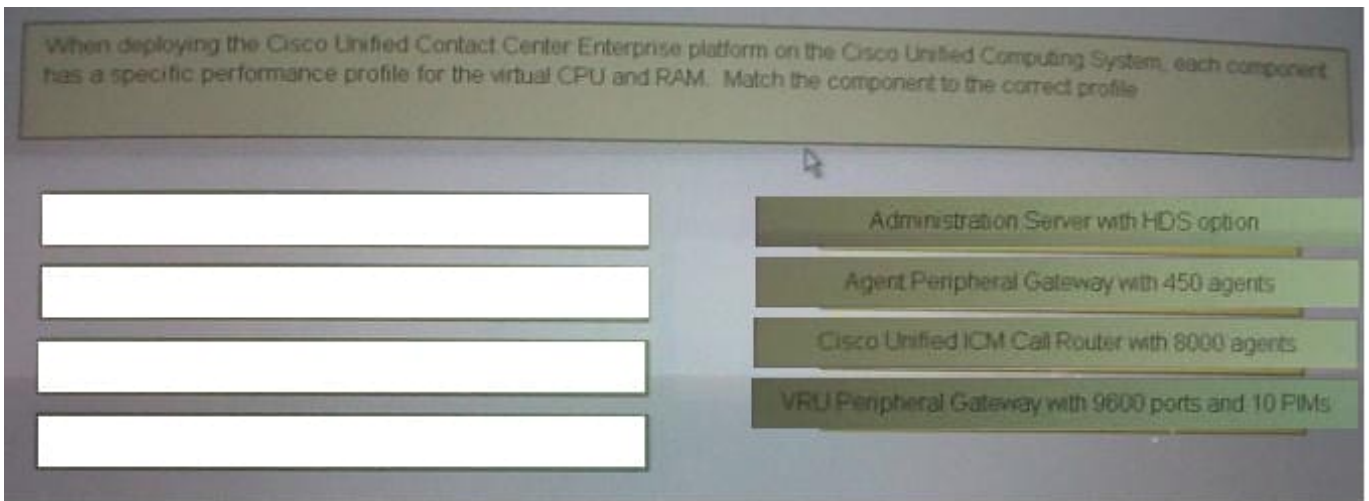 When deploying the Cisco Unified Contact Center Enterprise platform on the Cisco Unified Computing System, each component
has a specific performance profile for the virtual CPU and RAM. Match the component to the correct profile
Administration Server with HDS option
Agent Peripheral Gateway with 450 agents
Cisco Unified ICM Call Router with 8000 agents
VRU Peripheral Gateway with 9600 ports and 10 PIMs